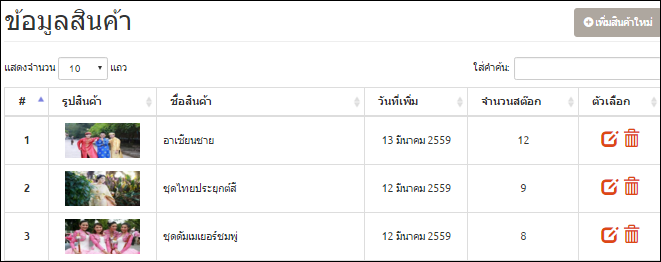 ข้อมูลสินค้า
เพิ่มสินค้าใหม่
แสดงจำนวน 10 แถว
ใส่คำค้น:
# รูปสินค้า ชื่อสินค้า วันที่เพิ่ม จำนวนสต๊อก ตัวเลือก
1 อาเซียนชาย 13 มีนาคม 2559 12
2 ชุดไทยประยุกต์สี 12 มีนาคม 2559 9
3 ชุดดัมเมเยอร์ชมพู่ 12 มีนาคม 2559 8